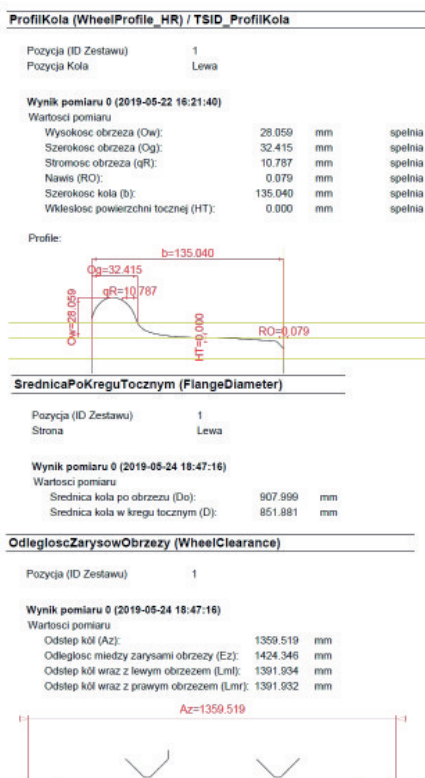 ProfilKola (WheelProfile_HR) / TSID_ProfilKola
Pozycja (ID Zestawu) 1
Pozycja Kola Lewa
Wynik pomiaru 0 (2019-05-22 16:21:40)
Wartosci pomiaru
Wysokosc obrzeza (Ow): 28.059 mm spelnia
Szerokosc obrzeza (Og): 32.415 mm spelnia
Stromosc obrzeza (qR): 10.787 mm spelnia
Nawis (RO): 0.079 mm spelnia
Szerokosc kola (b): 135.040 mm spelnia
Wkleslosc powierzchni tocznej (HT): 0.000 mm spelnia
Profile:
b=135.040
Og=32.415
qR=10.787
Ow=28.059
HT=0.000
RO=0.079
SrednicaPoKreguTocznym (FlangeDiameter)
Pozycja (ID Zestawu) 1
Strona Lewa
Wynik pomiaru 0 (2019-05-24 18:47:16)
Wartosci pomiaru
Srednica kola po obrzezu (Do): 907.999 mm
Srednica kola w kregu tocznym (D): 851.881 mm
OdlegloscZarysowObrzezy (WheelClearance)
Pozycja (ID Zestawu) 1
Wynik pomiaru 0 (2019-05-24 18:47:16)
Wartosci pomiaru
Odstep kól (Az): 1359.519 mm
Odleglosc miedzy zarysami obrzezy (Ez): 1424.346 mm
Odstep kól wraz z lewym obrzezem (Lml): 1391.934 mm
Odstep kól wraz z prawym obrzezem (Lmr): 1391.932 mm
Az=1359.519